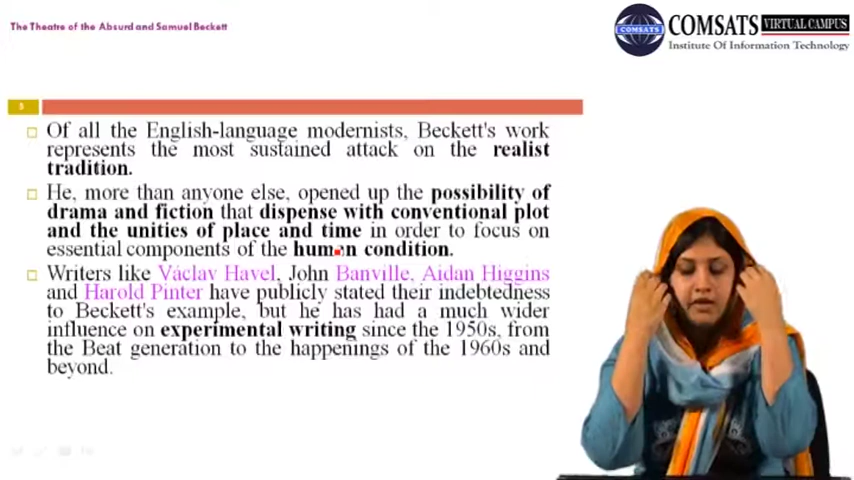 The Theatre of the Absurd and Samuel Beckett
COMSATS
COMSATS VIRTUAL CAMPUS
Institute Of Information Technology
3
Of all the English-language modernists, Beckett's work
represents the most sustained attack on the realist
tradition.
He, more than anyone else, opened up the possibility of
drama and fiction that dispense with conventional plot
and the unities of place and time in order to focus on
essential components of the human condition.
Writers like Václav Havel, John Banville, Aidan Higgins
and Harold Pinter have publicly stated their indebtedness
to Beckett's example, but he has had a much wider
influence on experimental writing since the 1950s, from
the Beat generation to the happenings of the 1960s and
beyond.